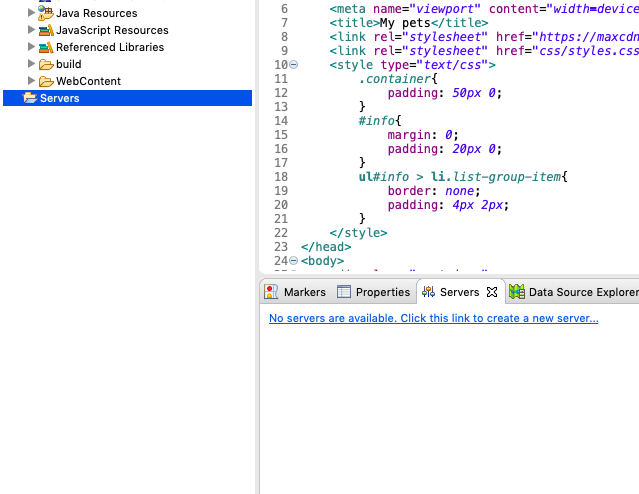 Java Resources
JavaScript Resources
Referenced Libraries
build
WebContent
Servers
6 <meta name="viewport" content="width=device
7 <title>My pets</title>
8 <link rel="stylesheet" href="https://maxcdn
9 <link rel="stylesheet" href="css/styles.css
10 <style type="text/css">
11 .container{
12 padding: 50px 0;
13 }
14 #info{
15 margin: 0;
16 padding: 20px 0;
17 }
18 ul#info > li.list-group-item{
19 border: none;
20 padding: 4px 2px;
21 }
22 </style>
23 </head>
24 <body>
Markers Properties Servers Data Source Explorer
No servers are available. Click this link to create a new server...